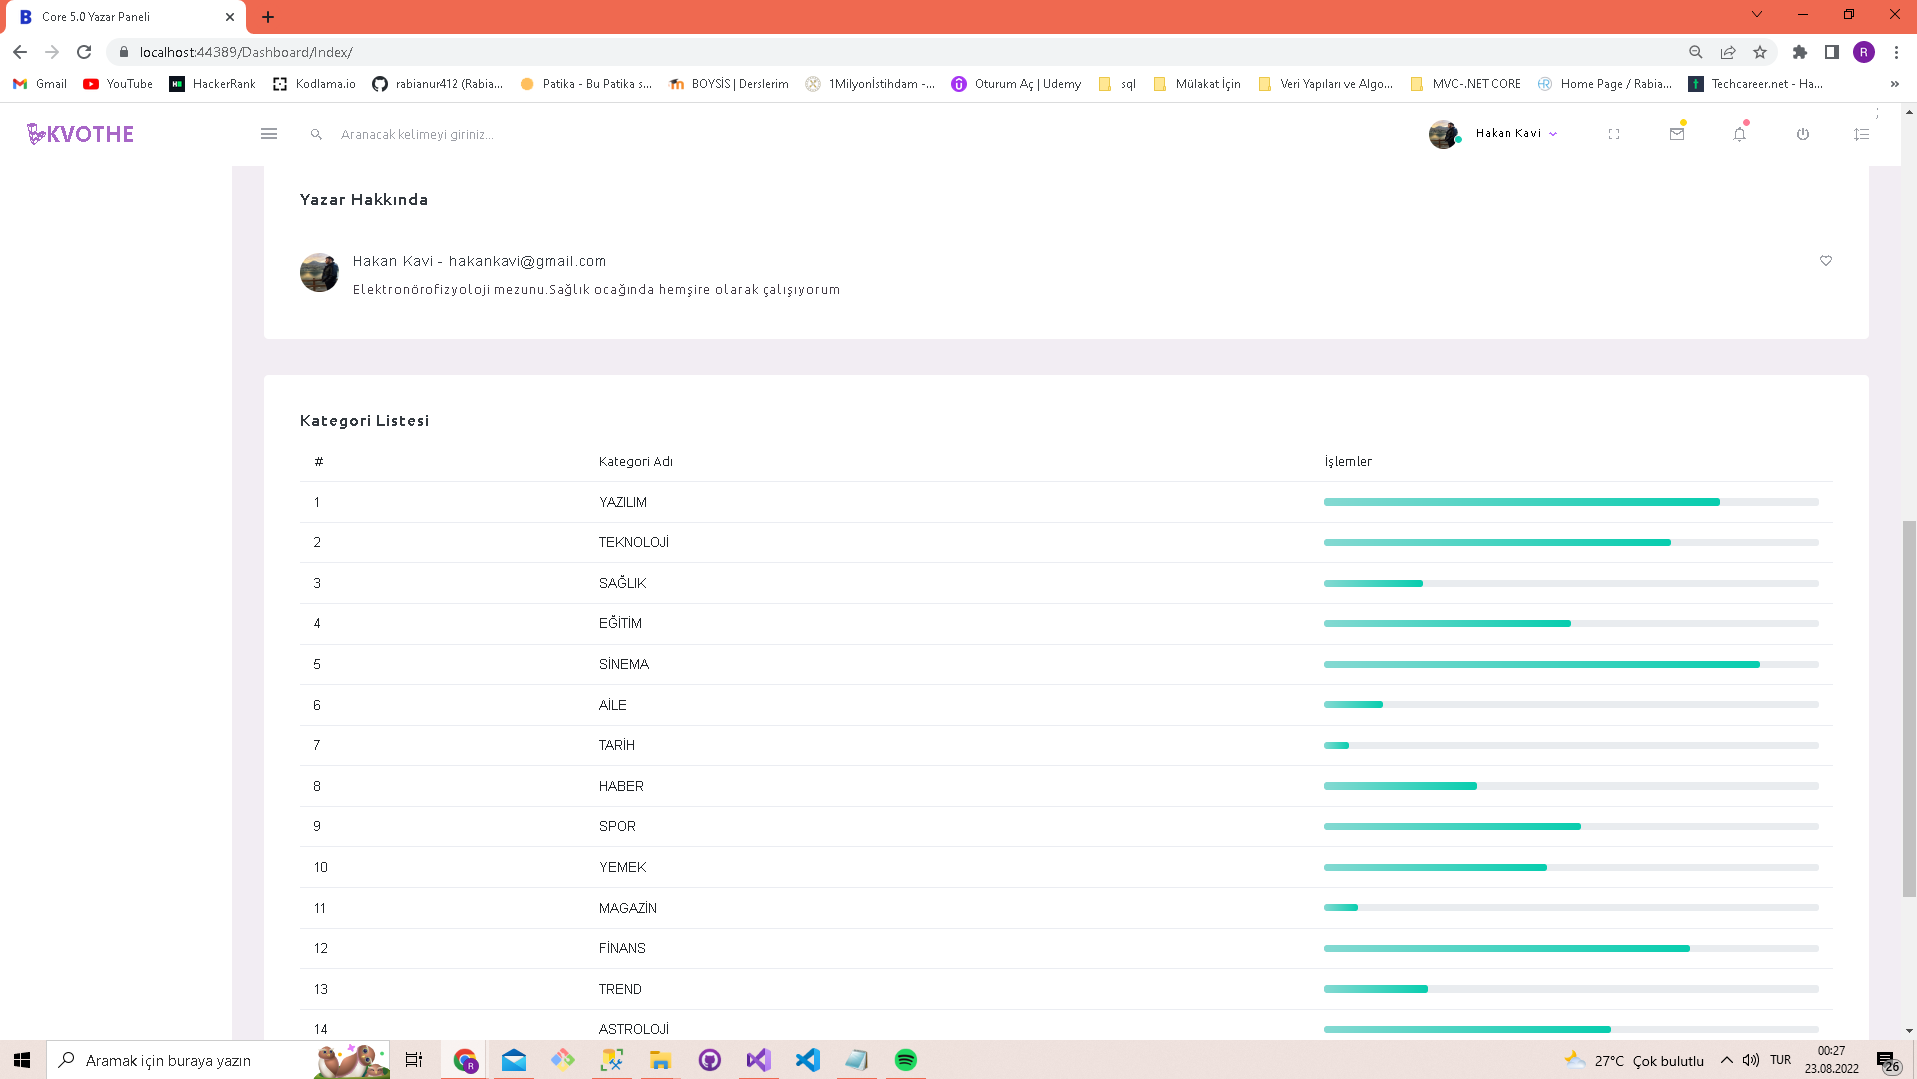 Core 5.0 Yazar Paneli
localhost:44389/Dashboard/Index/
R
Gmail YouTube HackerRank Kodlama.io rabianur412 (Rabia... Patika - Bu Patika s... BOYSİS | Derslerim 1Milyonİstihdam -... Oturum Aç | Udemy sql Mülakat İçin Veri Yapıları ve Algo... MVC-.NET CORE Home Page / Rabia... Techcareer.net - Ha... »
KVOTHE Aranacak kelimeyi giriniz... Hakan Kavi
Yazar Hakkında
Hakan Kavi - hakankavi@gmail.com
Elektronörofizyoloji mezunu.Sağlık ocağında hemşire olarak çalışıyorum
Kategori Listesi
# Kategori Adı İşlemler
1 YAZILIM
2 TEKNOLOJİ
3 SAĞLIK
4 EĞİTİM
5 SİNEMA
6 AİLE
7 TARİH
8 HABER
9 SPOR
10 YEMEK
11 MAGAZİN
12 FİNANS
13 TREND
14 ASTROLOJİ
Aramak için buraya yazın
27°C Çok bulutlu TUR 00:27
23.08.2022
26